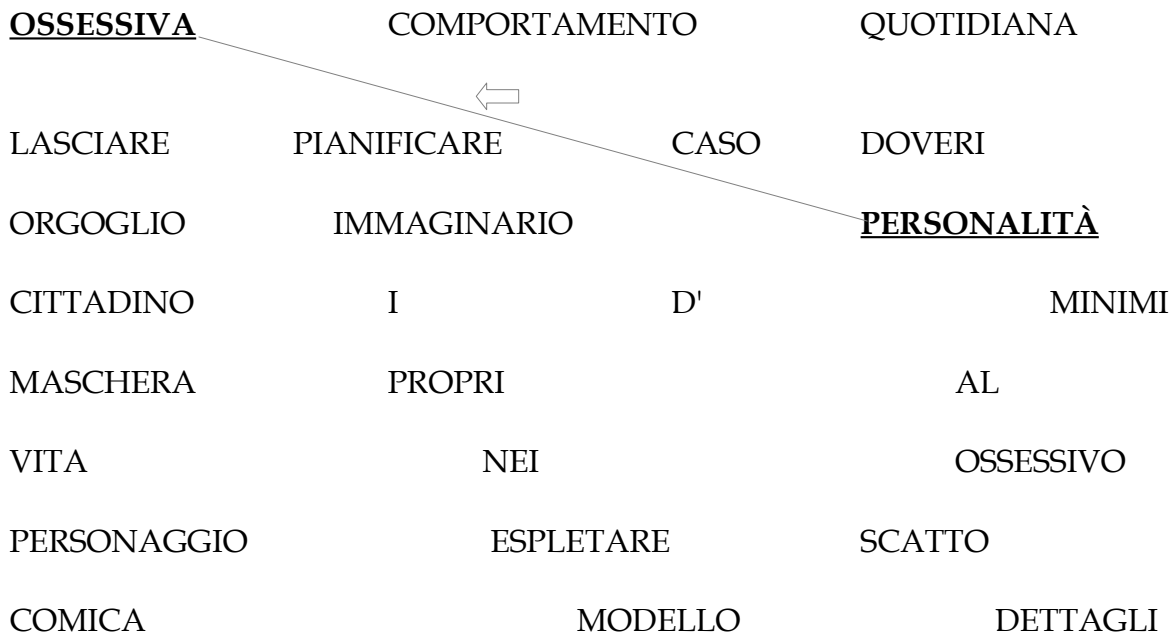 OSSESSIVA COMPORTAMENTO QUOTIDIANA
LASCIARE PIANIFICARE CASO DOVERI
ORGOGLIO IMMAGINARIO PERSONALITÀ
CITTADINO I D' MINIMI
MASCHERA PROPRI AL
VITA NEI OSSESSIVO
PERSONAGGIO ESPLETARE SCATTO
COMICA MODELLO DETTAGLI